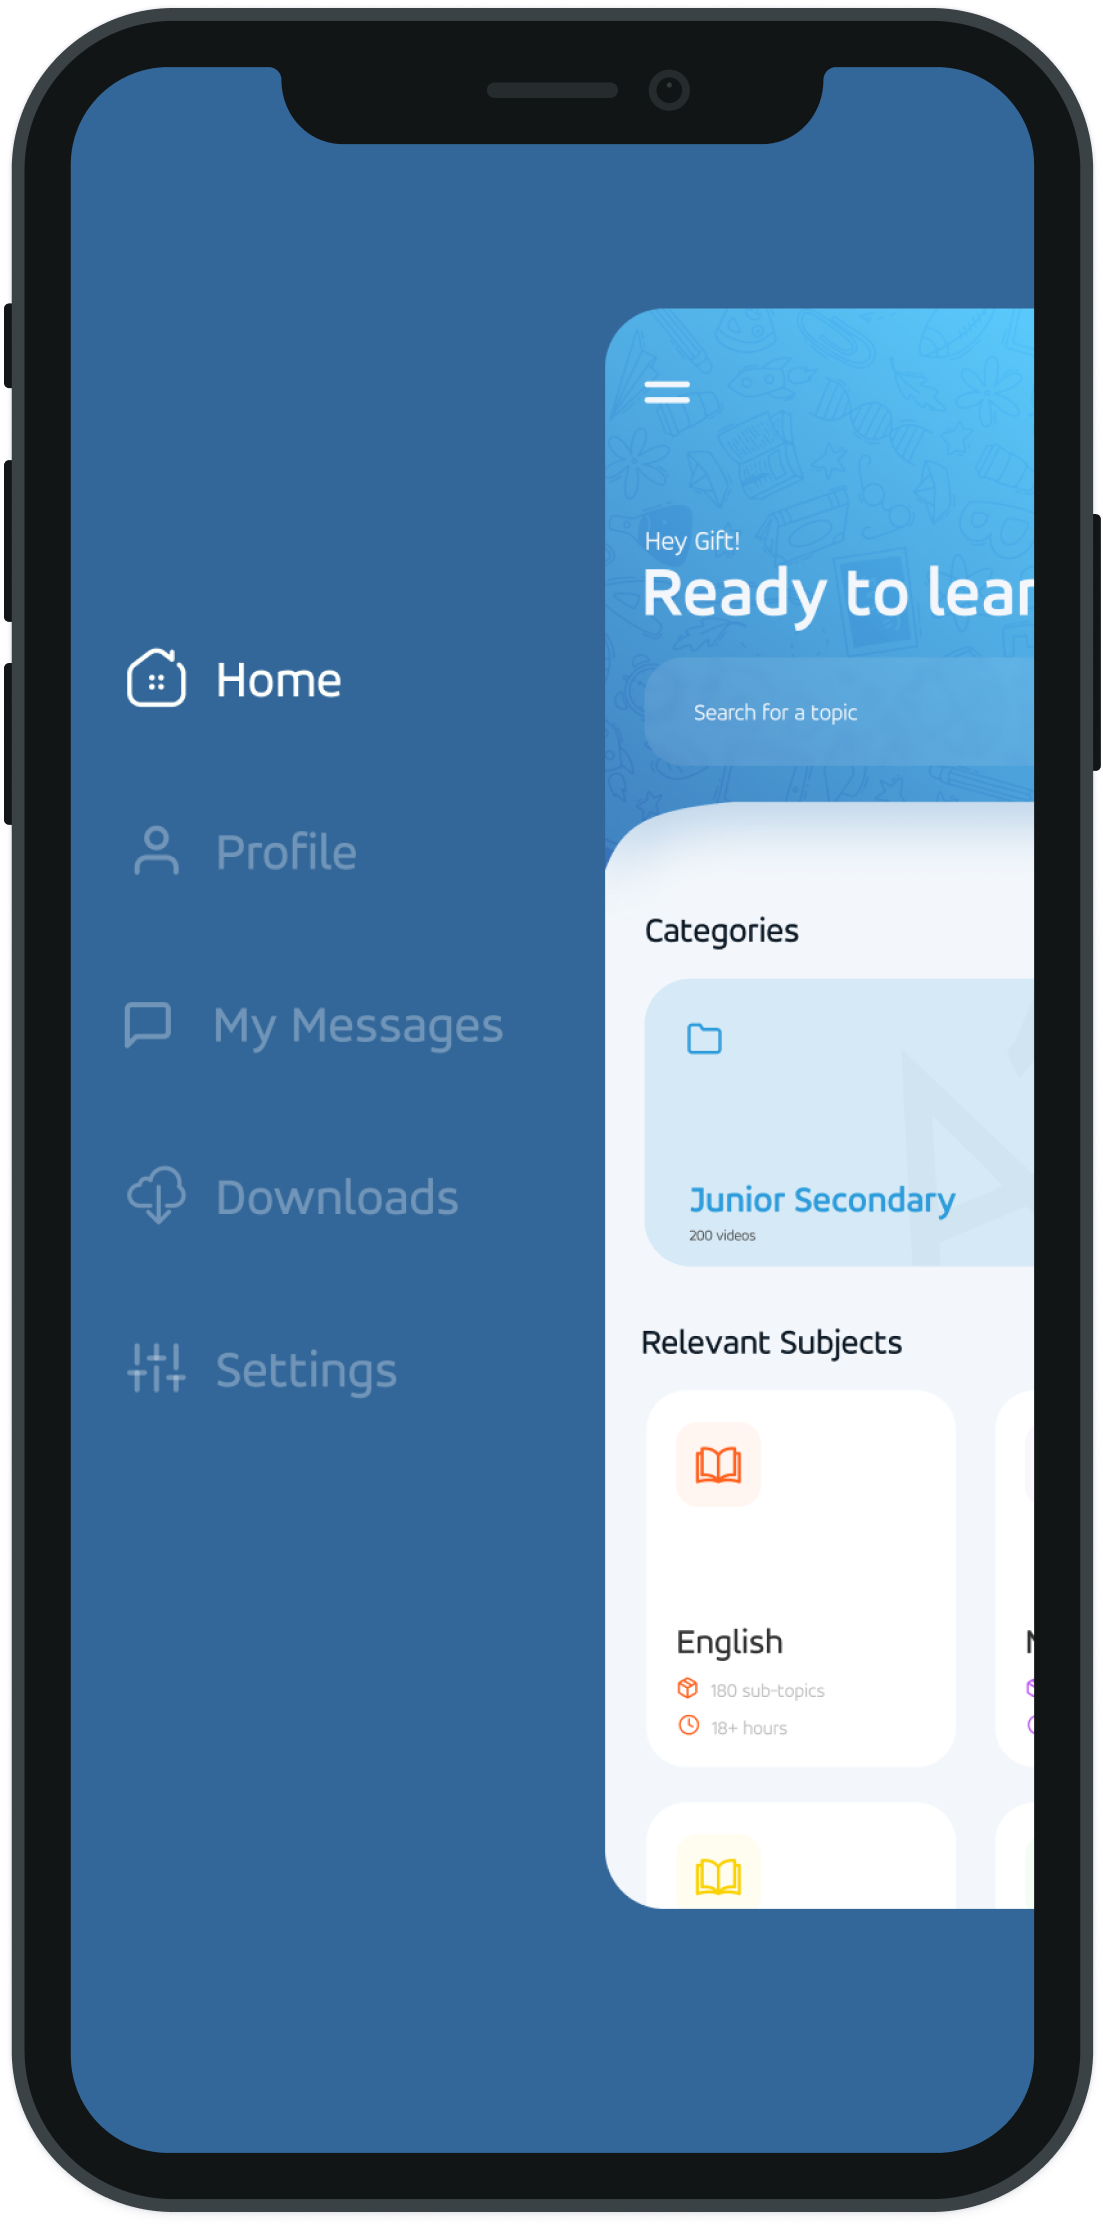 Home
Profile
My Messages
Downloads
Settings
Hey Gift!
Ready to
Search for a topic
Categories
Junior Secondary
200 videos
Relevant Subjects
English
180 sub-topics
18+ hours